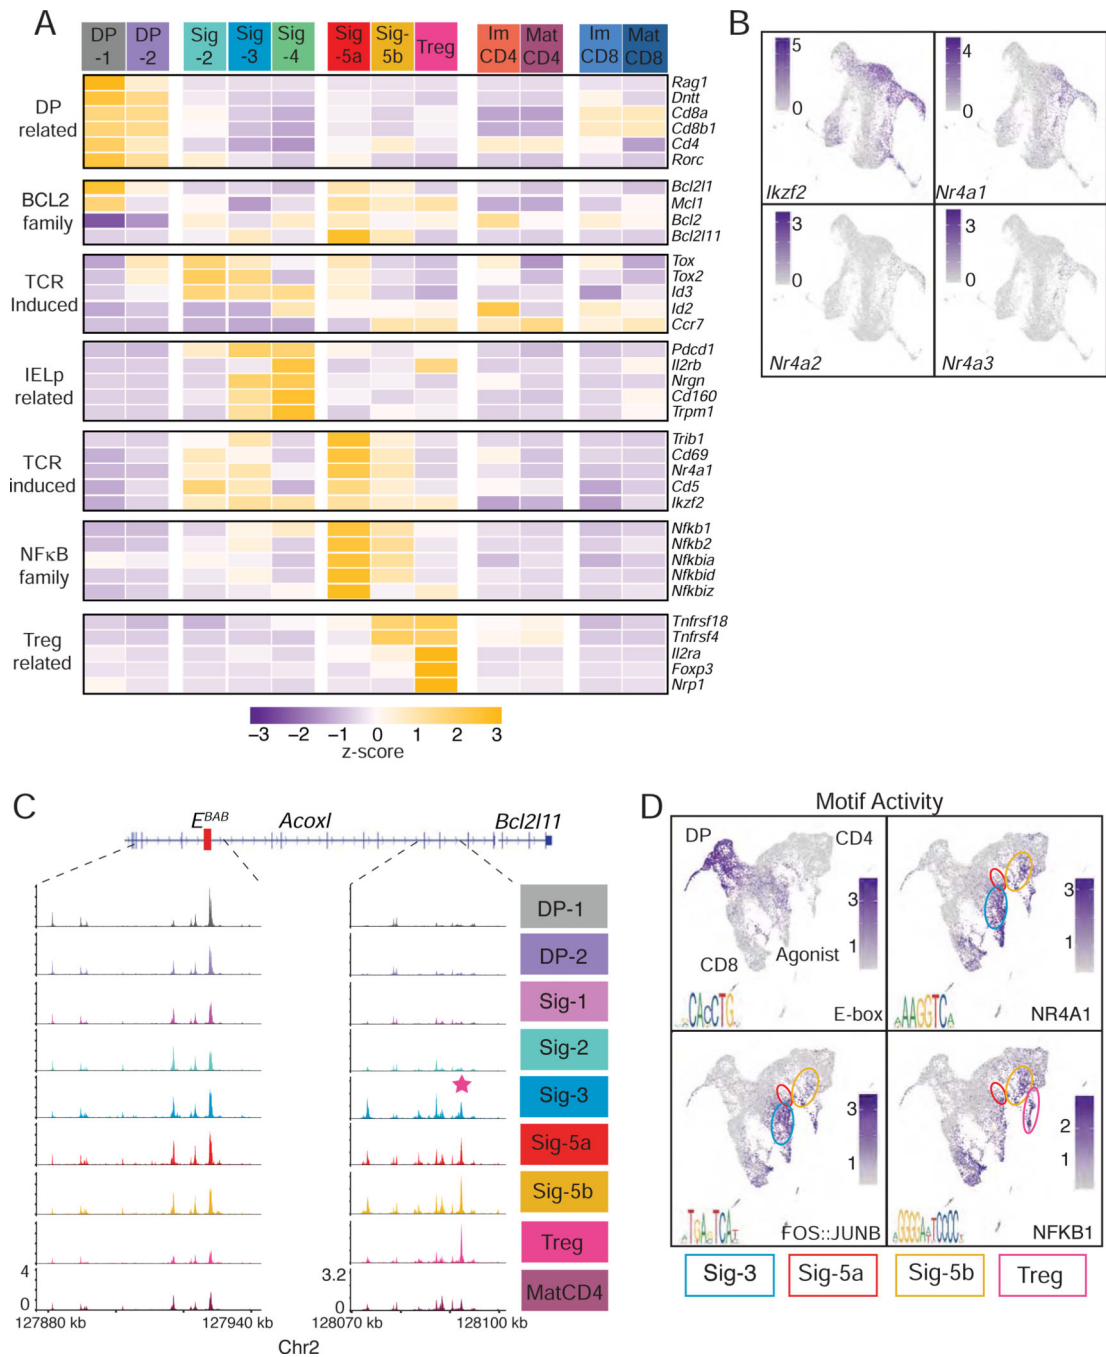 A
DP
-1
DP
-2
Sig
-2
Sig
-3
Sig
-4
Sig
-5a
Sig-
5b
Treg
Im
CD4
Mat
CD4
Im
CD8
Mat
CD8
DP
related
Rag1
Dntt
Cd8a
Cd8b1
Cd4
Rorc
BCL2
family
Bcl2l1
Mcl1
Bcl2
Bcl2l11
TCR
Induced
Tox
Tox2
Id3
Id2
Ccr7
IELp
related
Pdcd1
Il2rb
Nrgn
Cd160
Trpm1
TCR
induced
Trib1
Cd69
Nr4a1
Cd5
Ikzf2
NFκB
family
Nfkb1
Nfkb2
Nfkbia
Nfkbid
Nfkbiz
Treg
related
Tnfrsf18
Tnfrsf4
Il2ra
Foxp3
Nrp1
−3 −2 −1 0 1 2 3
z-score
B
5
0
Ikzf2
4
0
Nr4a1
3
0
Nr4a2
3
0
Nr4a3
C
E^BAB Acoxl Bcl2l11
DP-1
DP-2
Sig-1
Sig-2
Sig-3
Sig-5a
Sig-5b
Treg
MatCD4
4
0
3.2
0
127880 kb 127940 kb 128070 kb 128100 kb
Chr2
D
Motif Activity
DP
CD4
CD8
Agonist
3
1
CACCTG
E-box
3
1
AAGGTCA
NR4A1
3
1
TGAGTCA
FOS::JUNB
2
1
GGGGAATCCCC
NFKB1
Sig-3 Sig-5a Sig-5b Treg